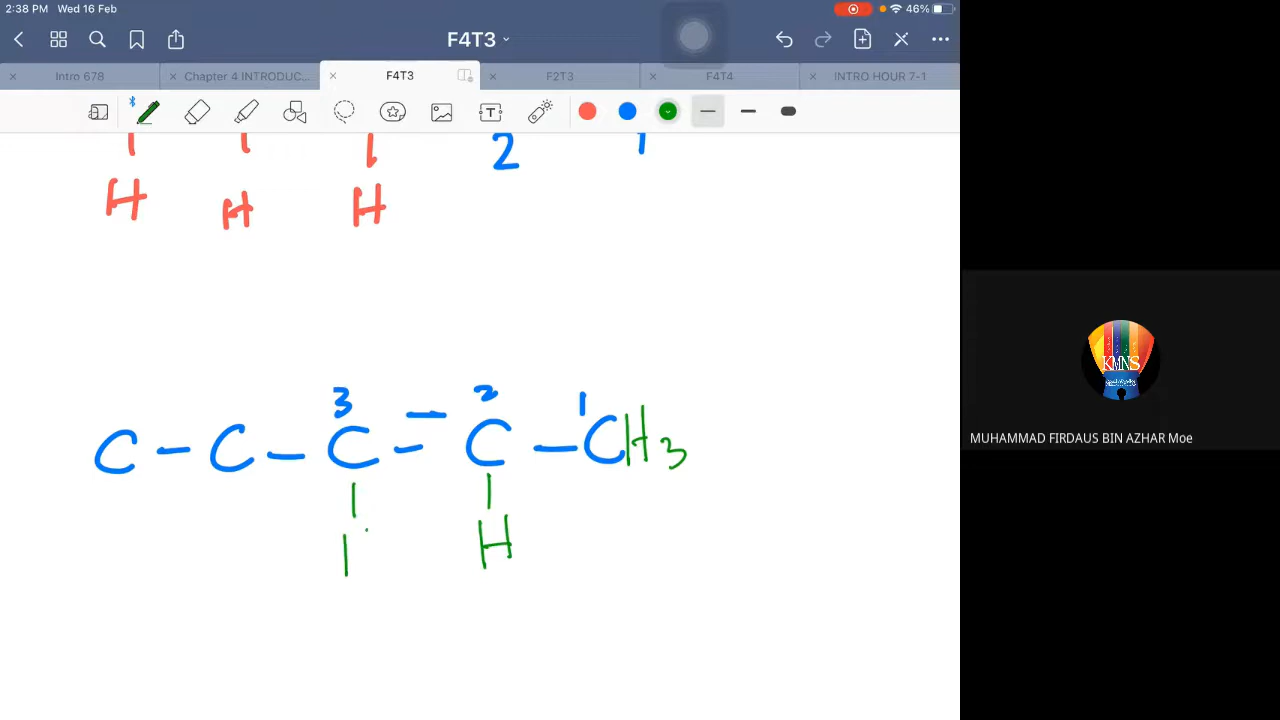 2:38 PM Wed 16 Feb
46%
F4T3
Intro 678
Chapter 4 INTRODUC...
F4T3
F2T3
F4T4
INTRO HOUR 7-1
T
2 1
H H H
3 2 1
C - C - C = C - CH3
H
KMNS
MUHAMMAD FIRDAUS BIN AZHAR Moe